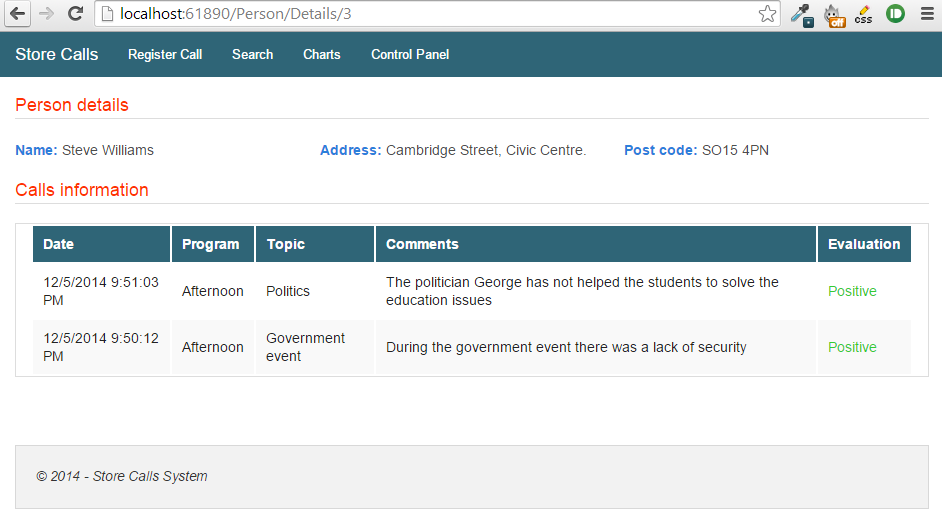 localhost:61890/Person/Details/3
off
CSS
Store Calls Register Call Search Charts Control Panel
Person details
Name: Steve Williams Address: Cambridge Street, Civic Centre. Post code: SO15 4PN
Calls information
Date Program Topic Comments Evaluation
12/5/2014 9:51:03
PM
Afternoon
Politics
The politician George has not helped the students to solve the
education issues
Positive
12/5/2014 9:50:12
PM
Afternoon
Government
event
During the government event there was a lack of security
Positive
© 2014 - Store Calls System